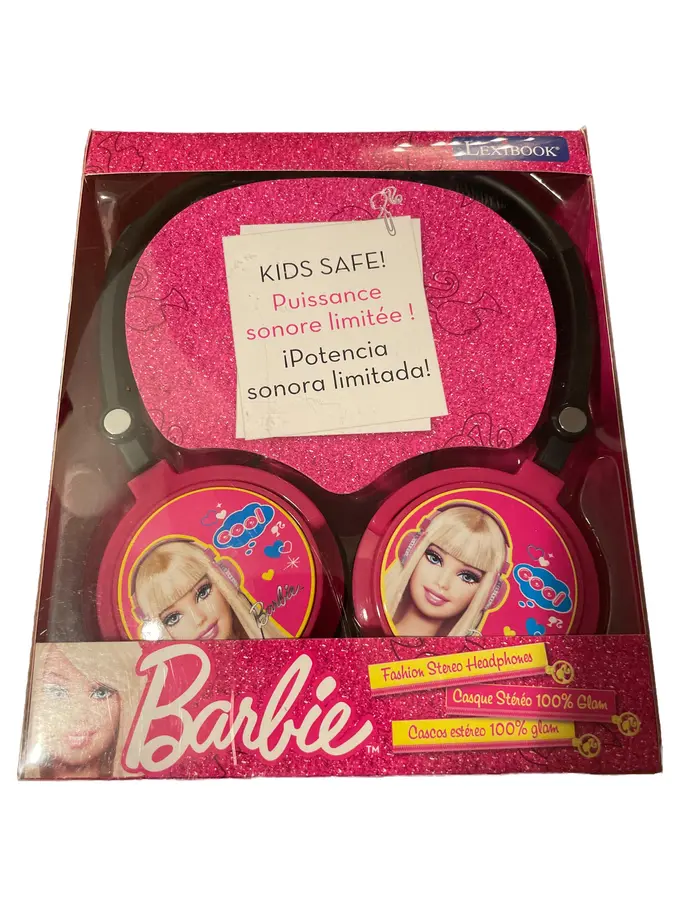 LEXIBOOK®
KIDS SAFE!
Puissance
sonore limitée !
¡Potencia
sonora limitada!
cool
cool
Barbie
Barbie™
Fashion Stereo Headphones
Casque Stéréo 100% Glam
Cascos estéreo 100% glam